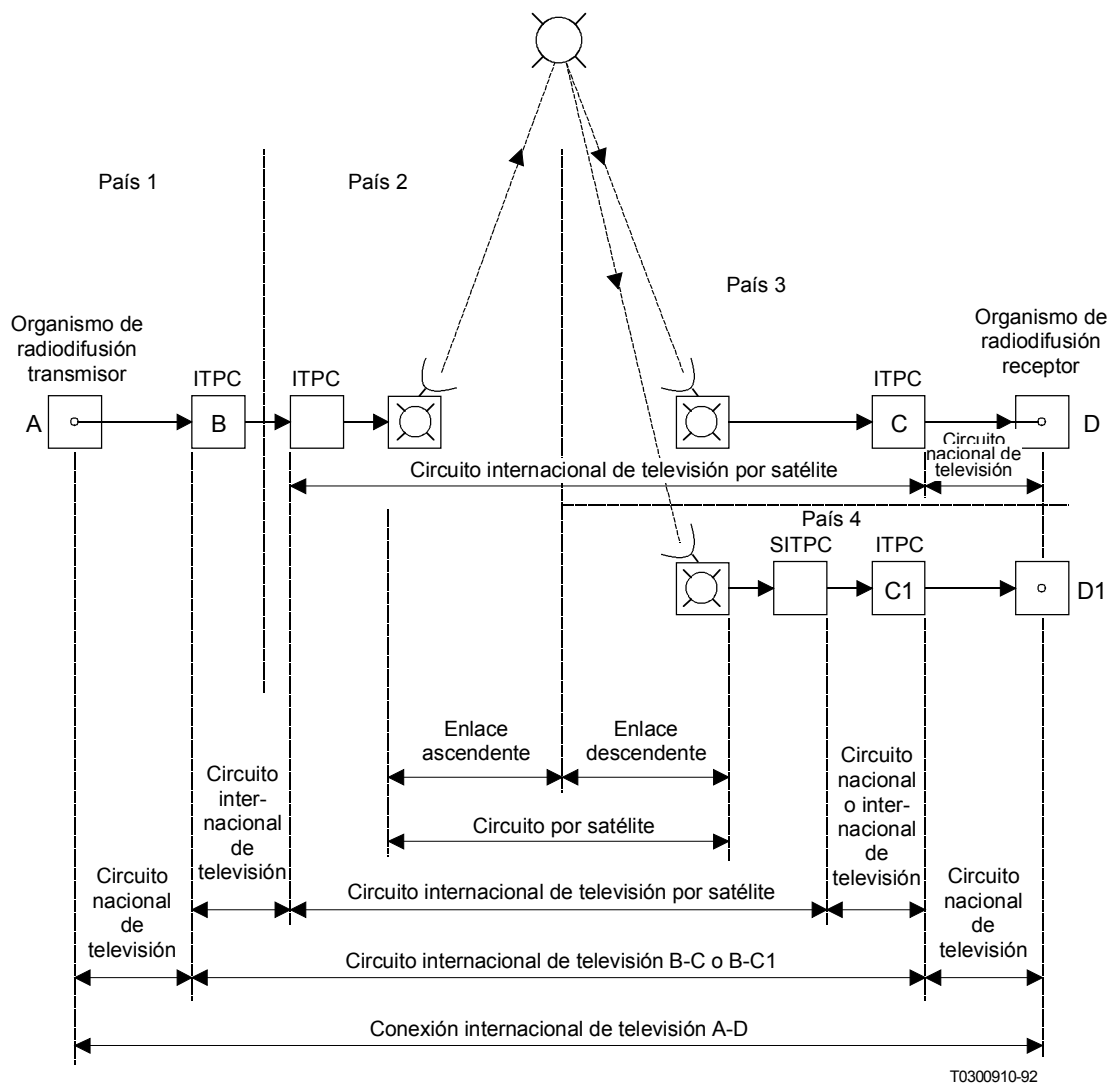 País 1
País 2
País 3
Organismo de
radiodifusión
transmisor
Organismo de
radiodifusión
receptor
ITPC
ITPC
ITPC
A
B
C
D
Circuito
nacional de
televisión
Circuito internacional de televisión por satélite
País 4
SITPC
ITPC
C1
D1
Enlace
ascendente
Enlace
descendente
Circuito
inter-
nacional
de
televisión
Circuito
nacional
o inter-
nacional
de
televisión
Circuito por satélite
Circuito
nacional
de
televisión
Circuito internacional de televisión por satélite
Circuito
nacional
de
televisión
Circuito internacional de televisión B-C o B-C1
Conexión internacional de televisión A-D
T0300910-92